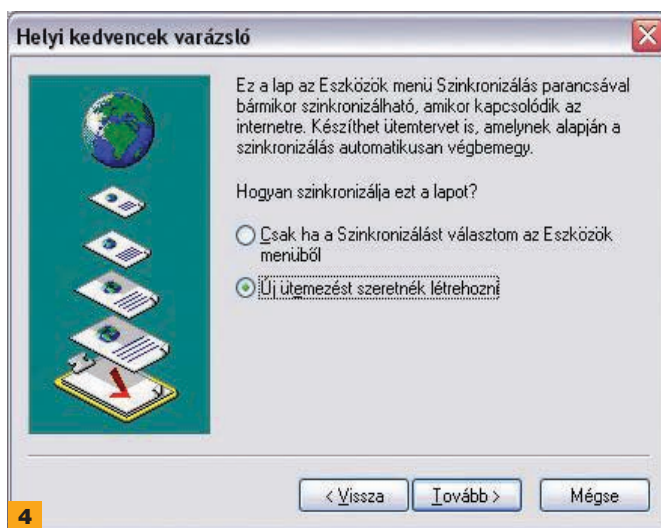 Helyi kedvencek varázsló
Ez a lap az Eszközök menü Szinkronizálás parancsával
bármikor szinkronizálható, amikor kapcsolódik az
internetre. Készíthet ütemtervet is, amelynek alapján a
szinkronizálás automatikusan végbemegy.
Hogyan szinkronizálja ezt a lapot?
Csak ha a Szinkronizálást választom az Eszközök
menüből
Új ütemezést szeretnék létrehozni
< Vissza
Tovább >
Mégse
4